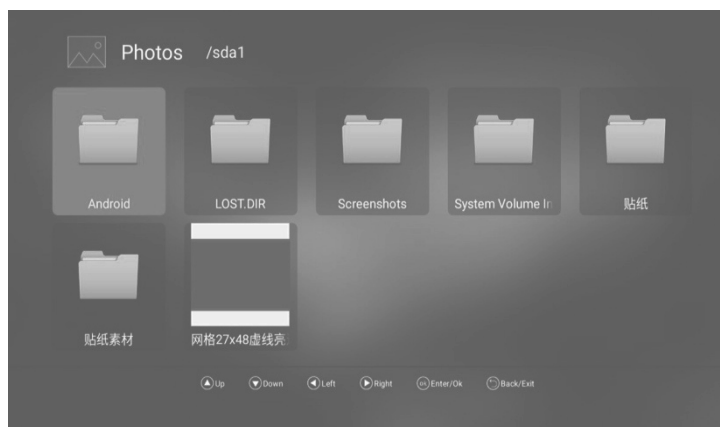 Photos /sda1
Android LOST.DIR Screenshots System Volume In 贴纸
贴纸素材 网格27x48虚线亮
Up Down Left Right ok Enter/Ok Back/Exit